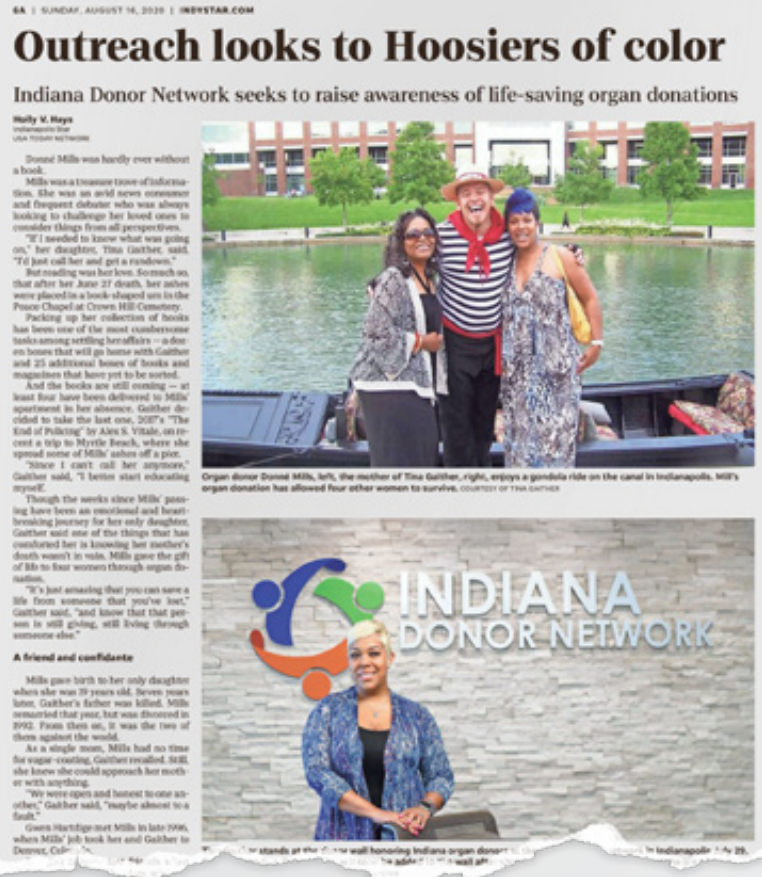 6A | SUNDAY, AUGUST 16, 2020 | INDYSTAR.COM
Outreach looks to Hoosiers of color
Indiana Donor Network seeks to raise awareness of life-saving organ donations
Holly V. Hays
Indianapolis Star
USA TODAY NETWORK
Donné Mills was hardly ever without
a book.
Mills was a treasure trove of informa-
tion. She was an avid news consumer
and frequent debater who was always
looking to challenge her loved ones to
consider things from all perspectives.
"If I needed to know what was going
on," her daughter, Tina Gaither, said,
"I'd just call her and get a rundown."
But reading was her love. So much so,
that after her June 27 death, her ashes
were placed in a book-shaped urn in the
Peace Chapel at Crown Hill Cemetery.
Packing up her collection of books
has been one of the most cumbersome
tasks among settling her affairs — a doz-
en boxes that will go home with Gaither
and 25 additional boxes of books and
magazines that have yet to be sorted.
And the books are still coming — at
least four have been delivered to Mills'
apartment in her absence. Gaither de-
cided to take the last one, 2017's "The
End of Policing" by Alex S. Vitale, on re-
cent a trip to Myrtle Beach, where she
spread some of Mills' ashes off a pier.
"Since I can't call her anymore,"
Gaither said, "I better start educating
myself.
Though the weeks since Mills' pass-
ing have been an emotional and heart-
breaking journey for her only daughter,
Gaither said one of the things that has
comforted her is knowing her mother's
death wasn't in vain. Mills gave the gift
of life to four women through organ do-
nation.
"It's just amazing that you can save a
life from someone that you've lost,"
Gaither said, "and know that that per-
son is still giving, still living through
someone else."
A friend and confidante
Mills gave birth to her only daughter
when she was 19 years old. Seven years
later, Gaither's father was killed. Mills
remarried that year, but was divorced in
1992. From then on, it was the two of
them against the world.
As a single mom, Mills had no time
for sugar-coating, Gaither recalled. Still,
she knew she could approach her moth-
er with anything.
"We were open and honest to one an-
other," Gaither said, "maybe almost to a
fault."
Gwen Hartdige met Mills in late 1996,
when Mills' job took her and Gaither to
Denver,
Organ donor Donné Mills, left, the mother of Tina Gaither, right, enjoys a gondola ride on the canal in Indianapolis. Mill's
organ donation has allowed four other women to survive. COURTESY OF TINA GAITHER
INDIANA
DONOR NETWORK
stands at the donor wall honoring Indiana organ donors in Indianapolis July 29.
be added to the wall